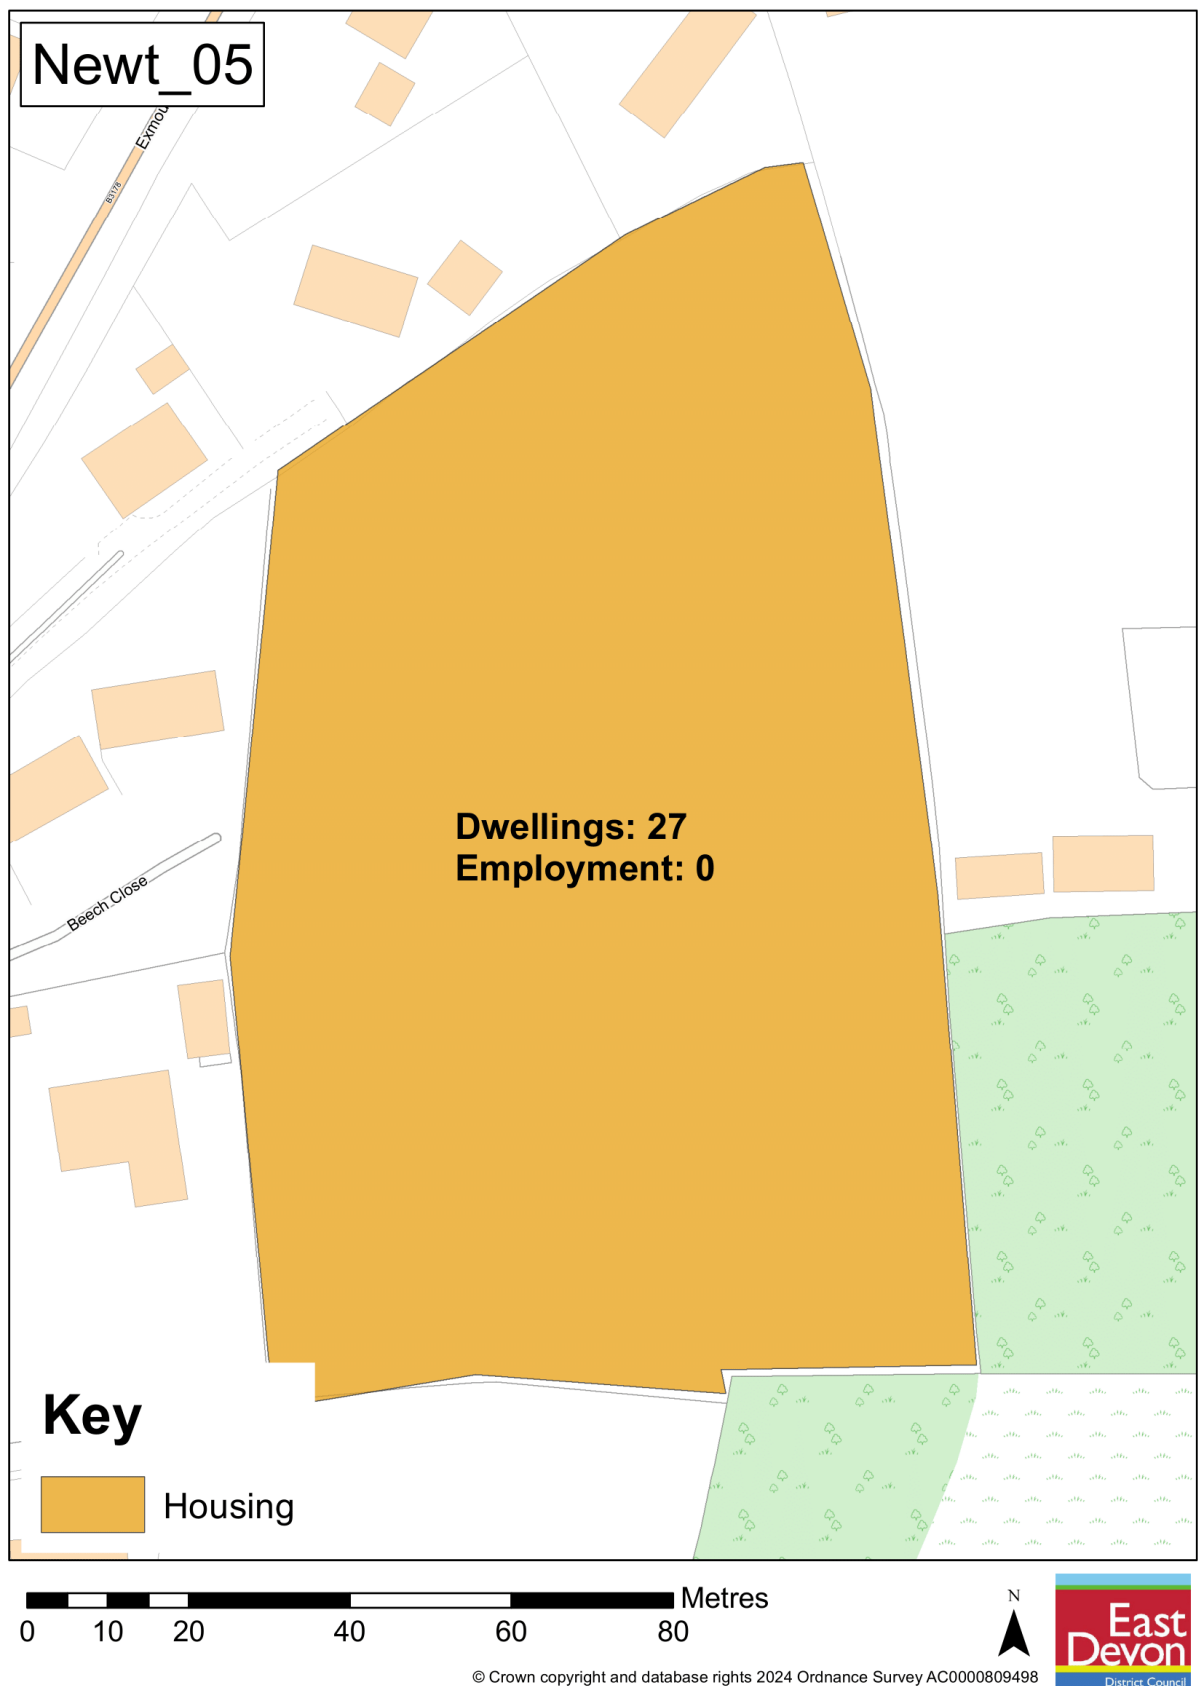 Newt_05
Exmou
B3178
Dwellings: 27
Employment: 0
Beech Close
Key
Housing
Metres
0 10 20 40 60 80
N
East
Devon
District Council
© Crown copyright and database rights 2024 Ordnance Survey AC0000809498